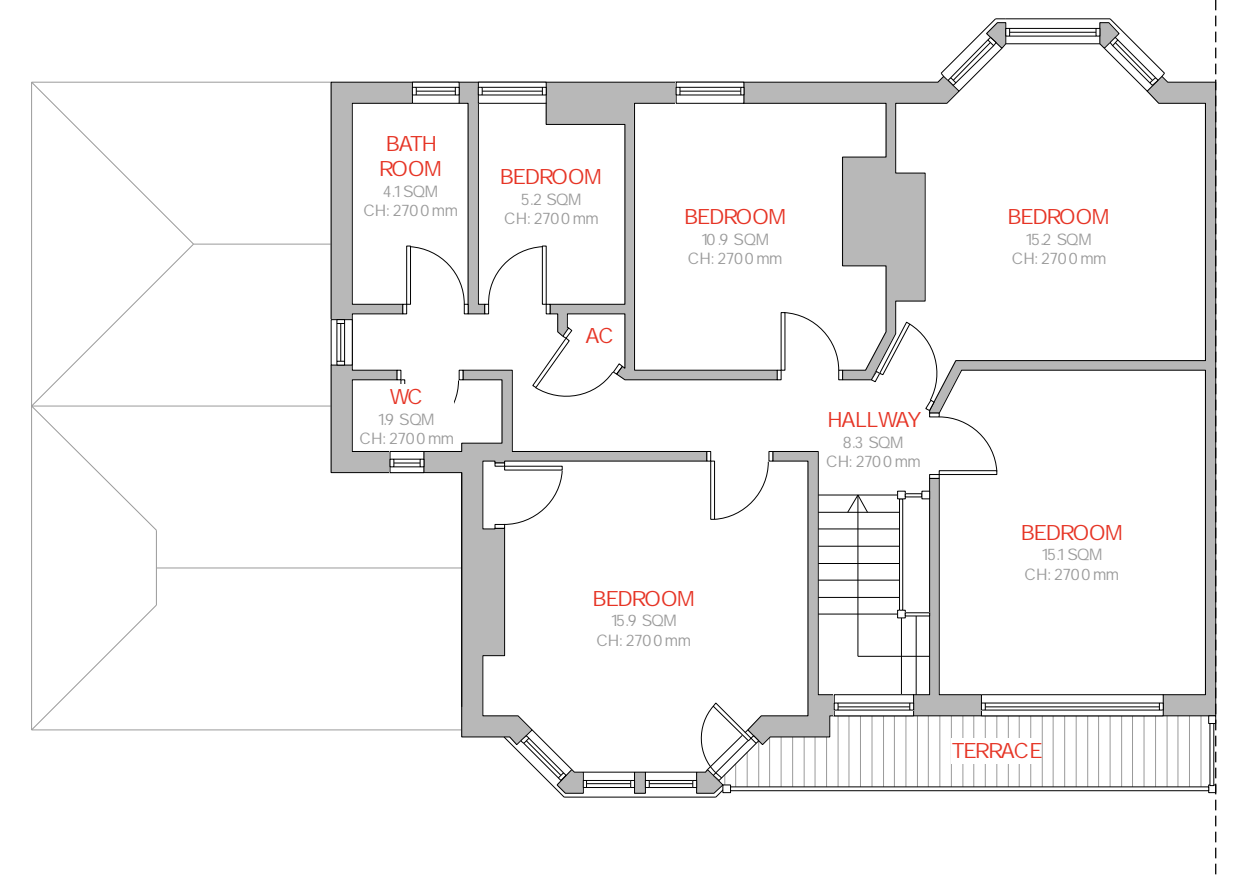 BATH
ROOM
4.1 SQM
CH: 2700 mm
BEDROOM
5.2 SQM
CH: 2700 mm
BEDROOM
10.9 SQM
CH: 2700 mm
BEDROOM
15.2 SQM
CH: 2700 mm
AC
WC
1.9 SQM
CH: 2700 mm
HALLWAY
8.3 SQM
CH: 2700 mm
BEDROOM
15.1 SQM
CH: 2700 mm
BEDROOM
15.9 SQM
CH: 2700 mm
TERRACE